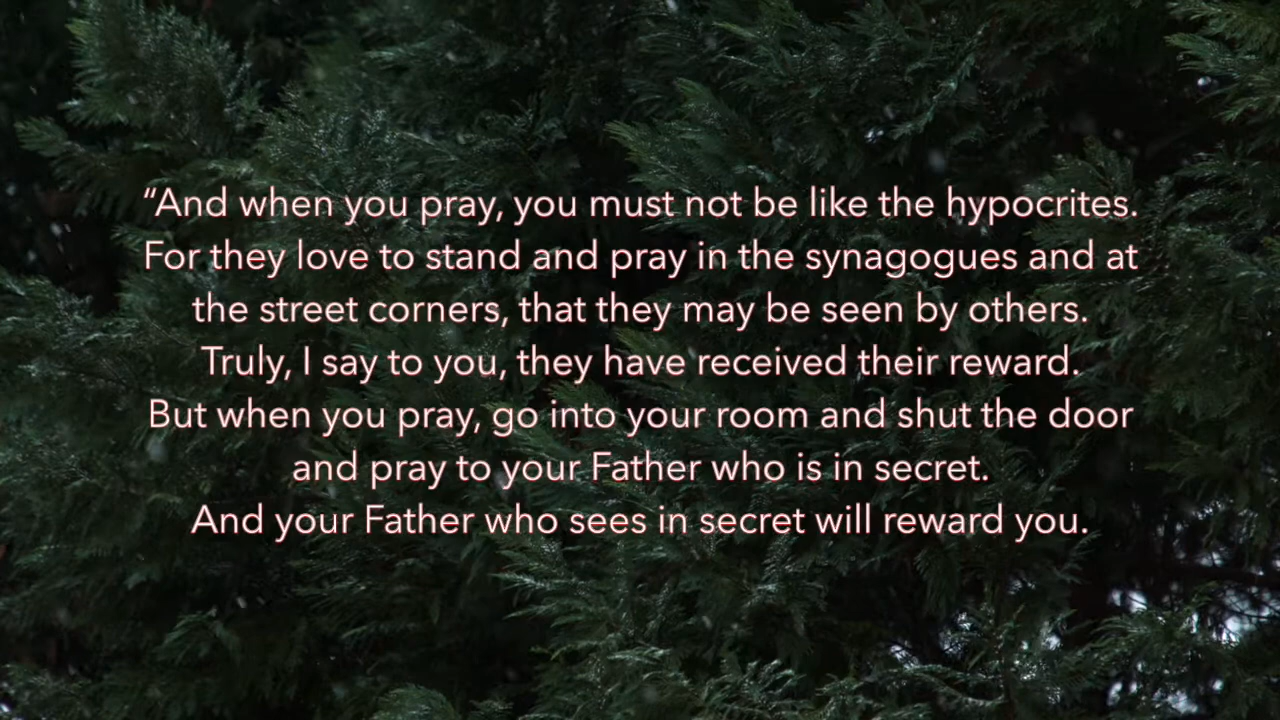 “And when you pray, you must not be like the hypocrites.
For they love to stand and pray in the synagogues and at
the street corners, that they may be seen by others.
Truly, I say to you, they have received their reward.
But when you pray, go into your room and shut the door
and pray to your Father who is in secret.
And your Father who sees in secret will reward you.